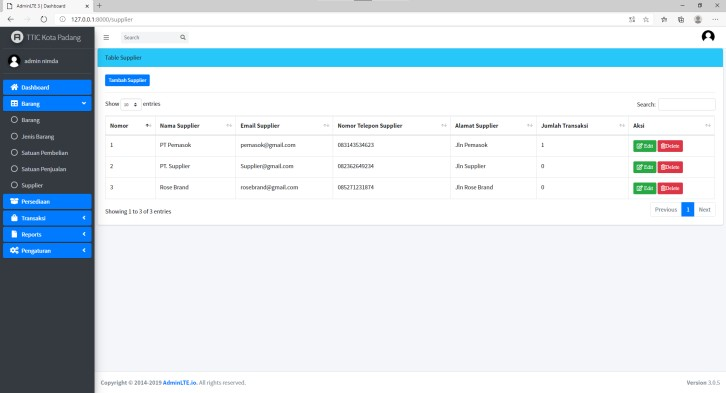 AdminLTE 3 | Dashboard
127.0.0.1:8000/supplier
TTIC Kota Padang
Search
admin nimda
Table Supplier
Tambah Supplier
Dashboard
Barang
Barang
Jenis Barang
Satuan Pembelian
Satuan Penjualan
Supplier
Persediaan
Transaksi
Reports
Pengaturan
Show 10 entries
Search:
Nomor Nama Supplier Email Supplier Nomor Telepon Supplier Alamat Supplier Jumlah Transaksi Aksi
1 PT Pemasok pemasok@gmail.com 083143534623 Jln Pemasok 1 Edit Delete
2 PT. Supplier Supplier@gmail.com 082362649234 Jln Supplier 0 Edit Delete
3 Rose Brand rosebrand@gmail.com 085271231874 Jln Rose Brand 0 Edit Delete
Showing 1 to 3 of 3 entries
Previous 1 Next
Copyright © 2014-2019 AdminLTE.io. All rights reserved.
Version 3.0.5